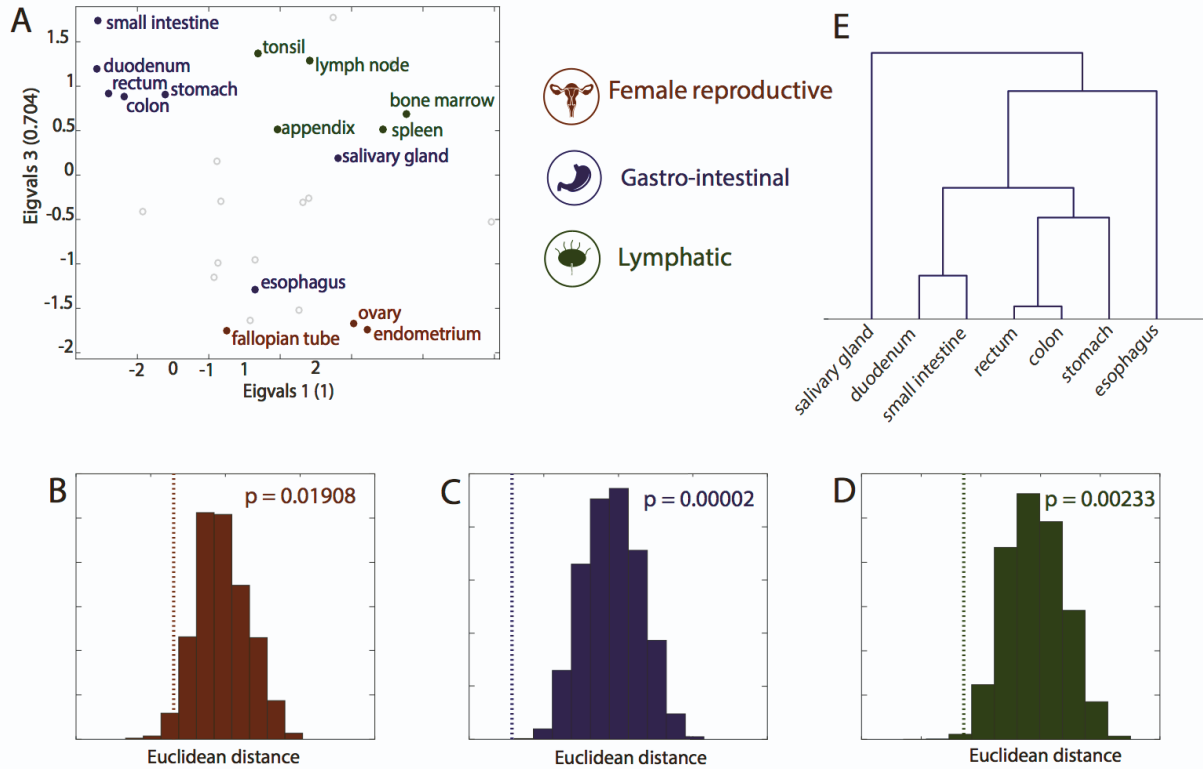 A
small intestine
tonsil
lymph node
duodenum
rectum
stomach
colon
bone marrow
appendix
spleen
salivary gland
esophagus
ovary
fallopian tube
endometrium
1.5
1
0.5
0
-0.5
-1
-1.5
-2
Eigvals 3 (0.704)
-2 0 -1 1 2
Eigvals 1 (1)
Female reproductive
Gastro-intestinal
Lymphatic
E
salivary gland
duodenum
small intestine
rectum
colon
stomach
esophagus
B
p = 0.01908
Euclidean distance
C
p = 0.00002
Euclidean distance
D
p = 0.00233
Euclidean distance